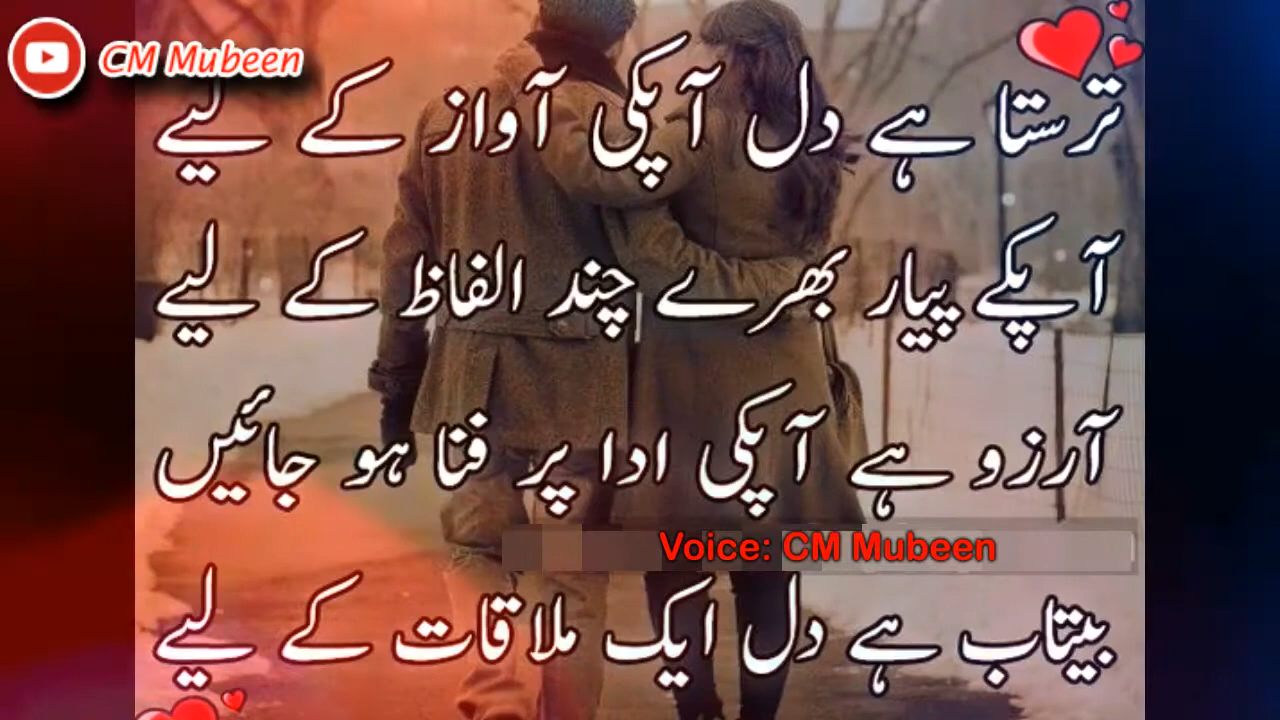 CM Mubeen
ترستا ہے دل آپکی آواز کے لیے
آپکے پیار بھرے چند الفاظ کے لیے
آرزو ہے آپکی ادا پر فنا ہو جائیں
Voice: CM Mubeen
بیتاب ہے دل ایک ملاقات کے لیے